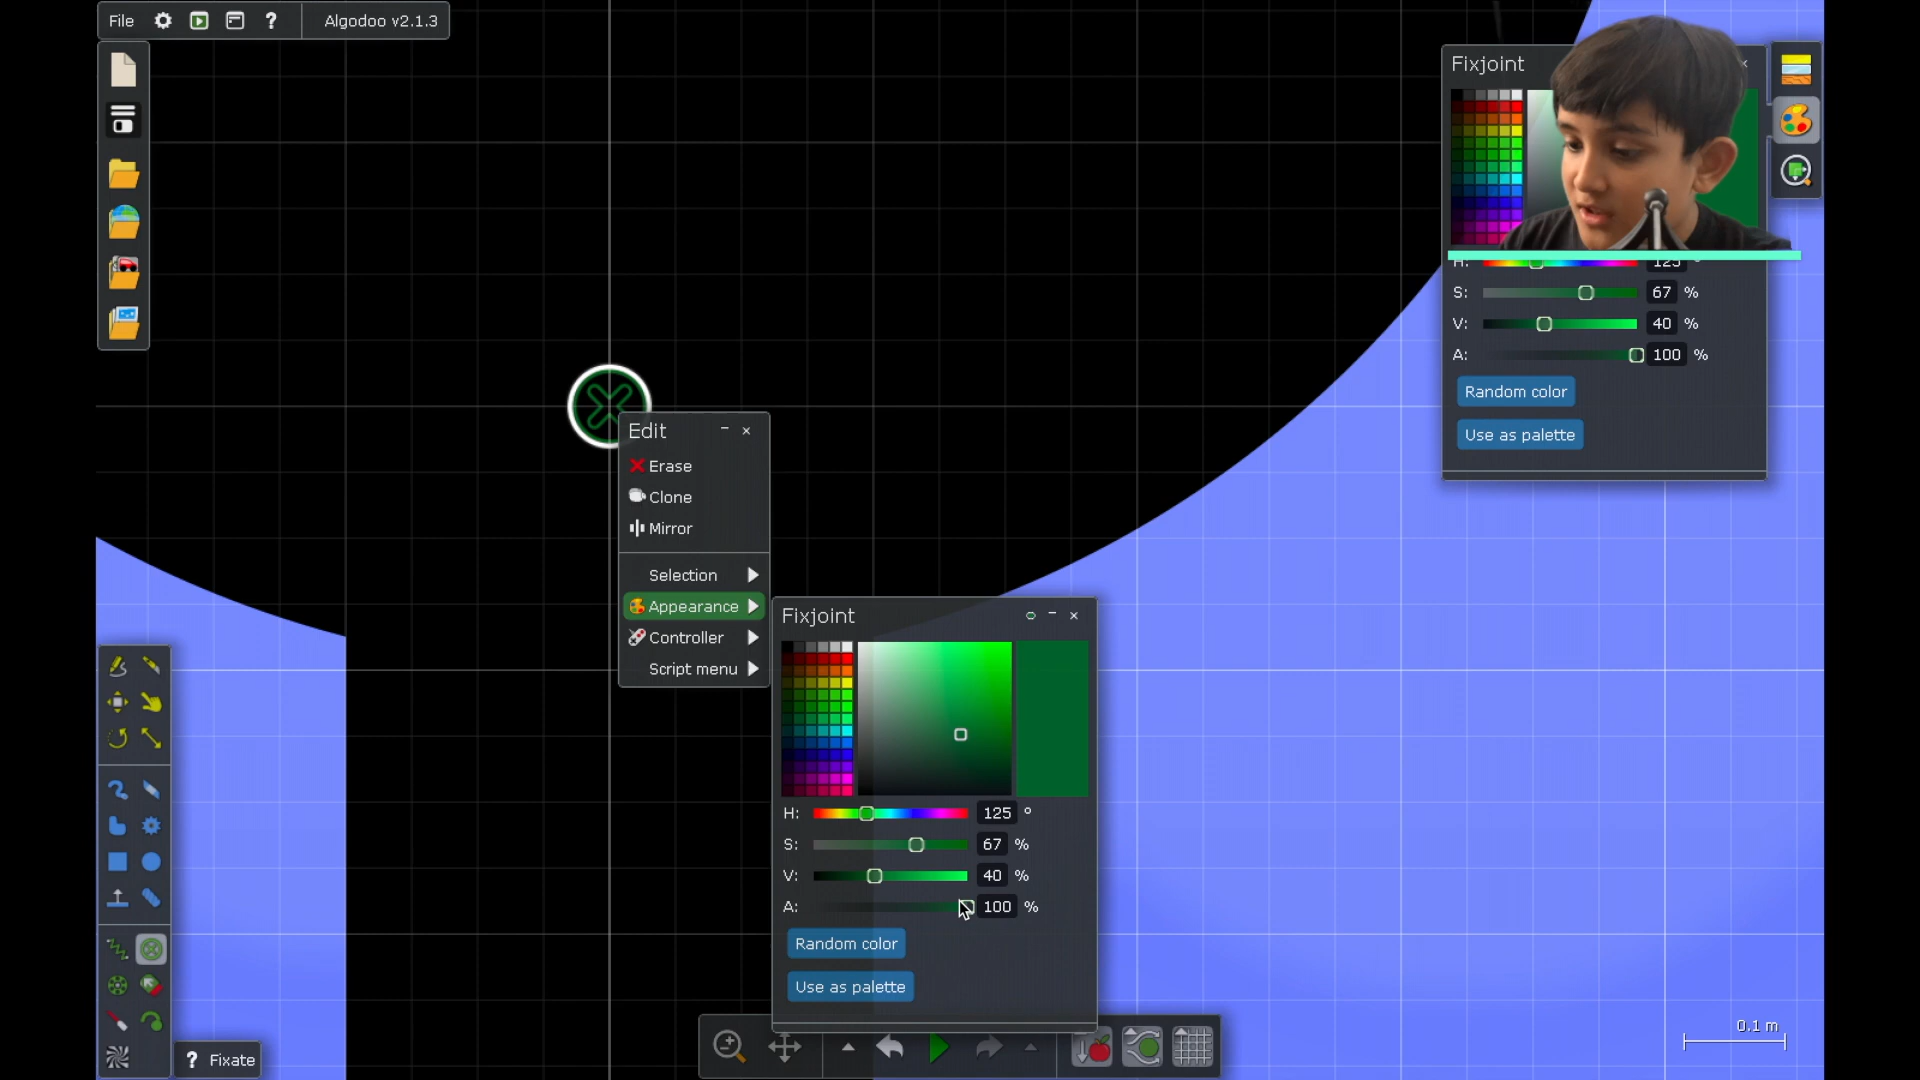 File
?
Algodoo v2.1.3
Fixjoint
125 °
S: 67 %
V: 40 %
A: 100 %
Random color
Use as palette
Edit
Erase
Clone
Mirror
Selection
Appearance
Controller
Script menu
Fixjoint
H: 125 °
S: 67 %
V: 40 %
A: 100 %
Random color
Use as palette
0.1 m
? Fixate